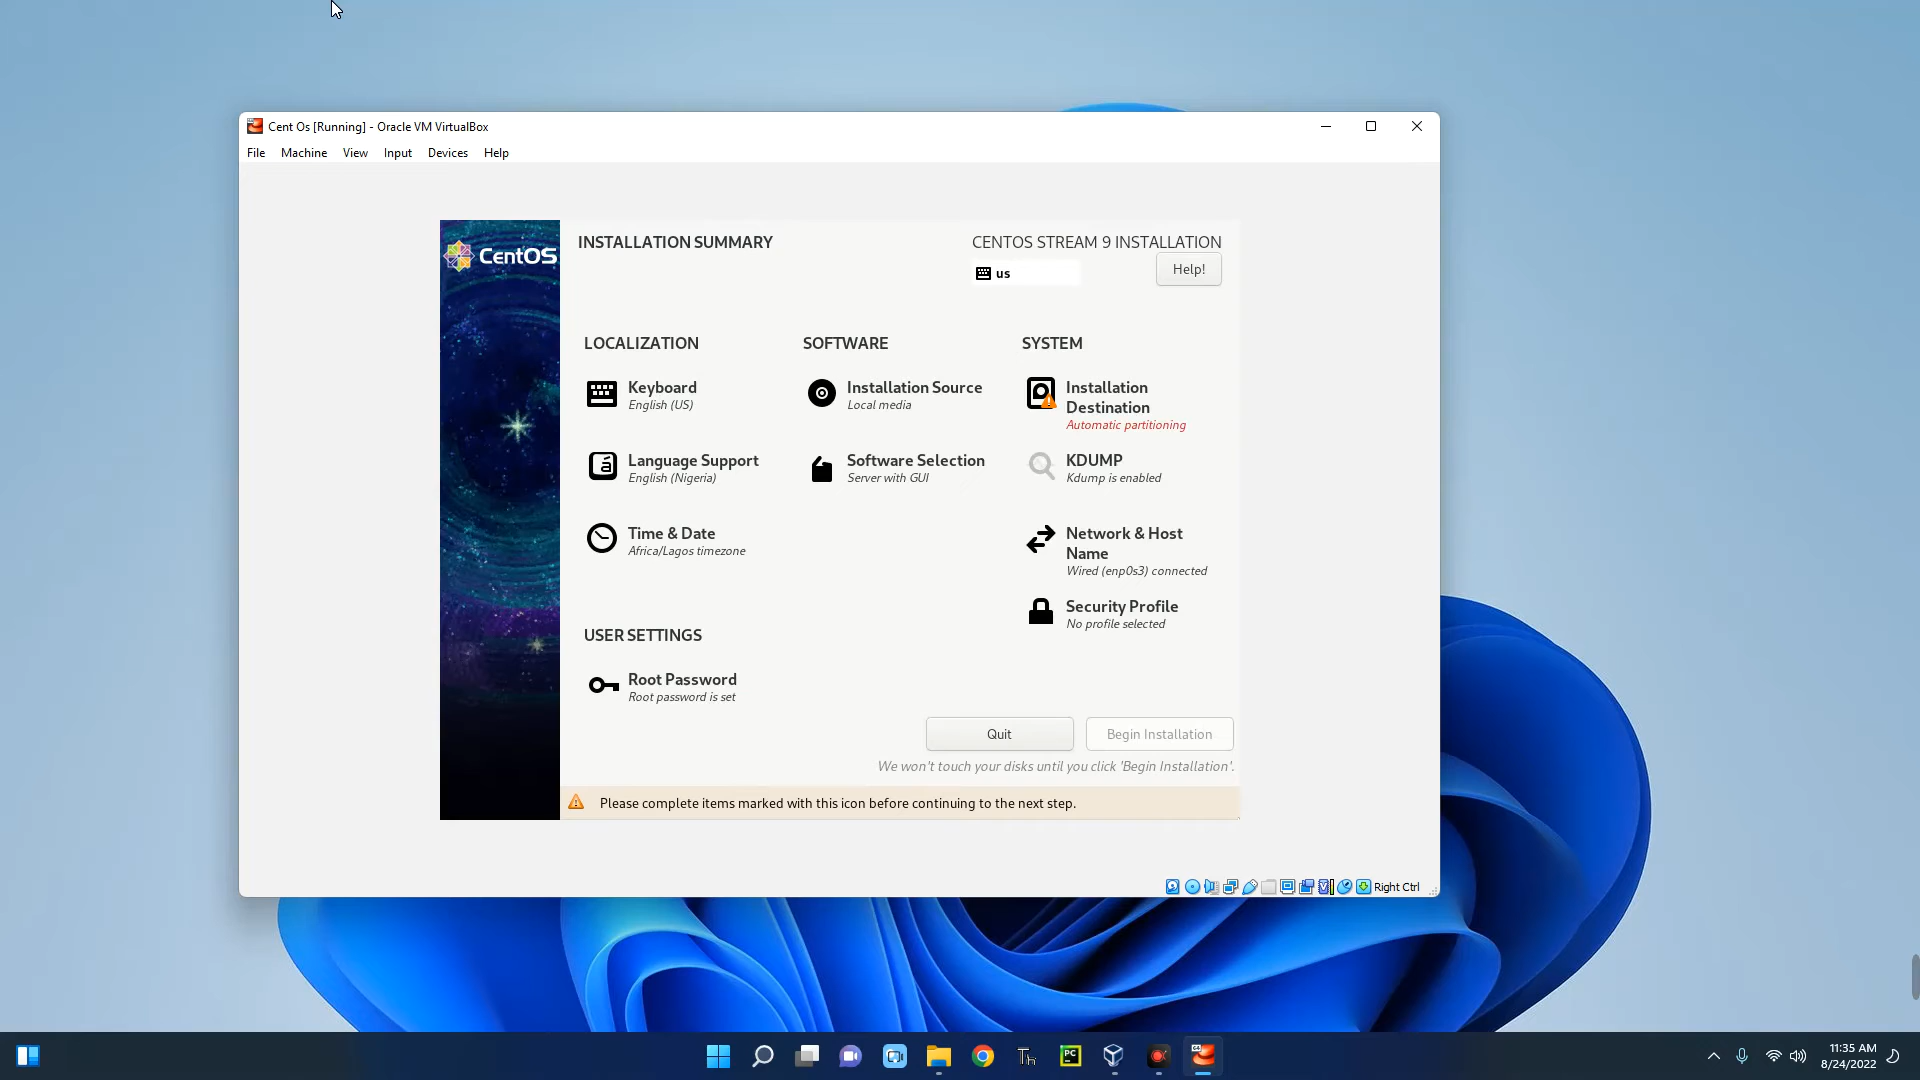 Cent Os [Running] - Oracle VM VirtualBox
File Machine View Input Devices Help
CentOS
INSTALLATION SUMMARY
CENTOS STREAM 9 INSTALLATION
us
Help!
LOCALIZATION
Keyboard
English (US)
Language Support
English (Nigeria)
Time & Date
Africa/Lagos timezone
SOFTWARE
Installation Source
Local media
Software Selection
Server with GUI
SYSTEM
Installation
Destination
Automatic partitioning
KDUMP
Kdump is enabled
Network & Host
Name
Wired (enp0s3) connected
Security Profile
No profile selected
USER SETTINGS
Root Password
Root password is set
Quit
Begin Installation
We won't touch your disks until you click 'Begin Installation'.
Please complete items marked with this icon before continuing to the next step.
Right Ctrl
Th
PC
11:35 AM
8/24/2022